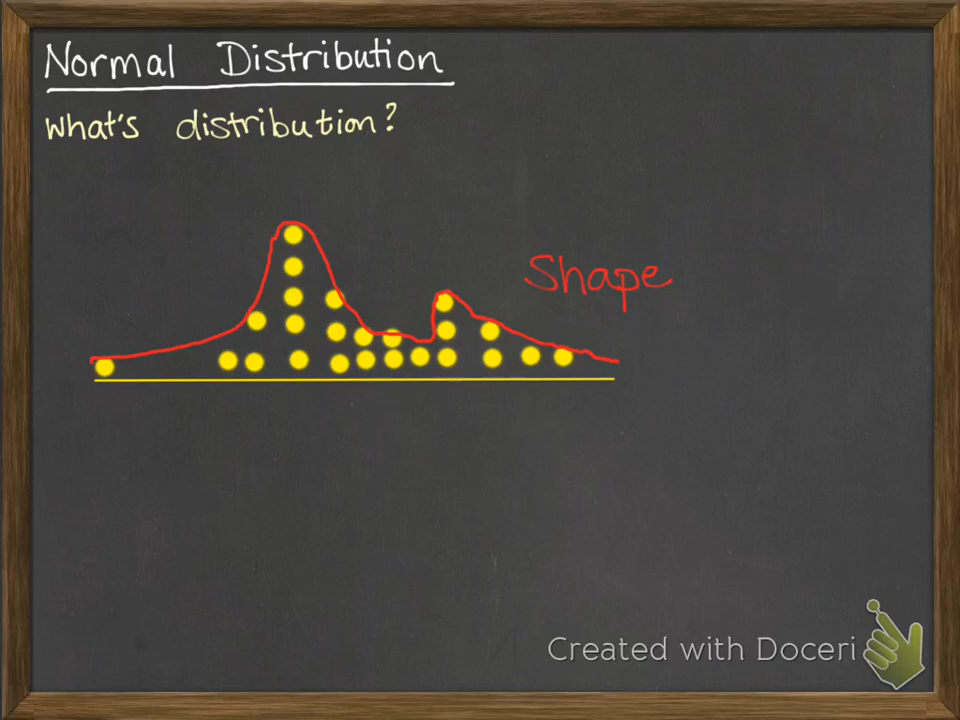 Normal Distribution
What's distribution?
Shape
Created with Doceri